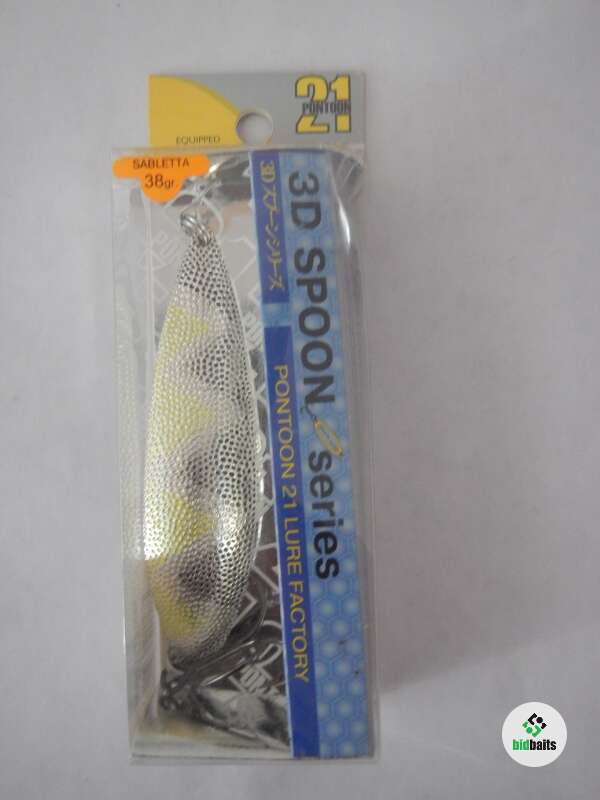 21
PONTOON
EQUIPPED
SABLETTA
38gr.
3D SPOON series
3Dスプーンシリーズ
PONTOON 21 LURE FACTORY
bidbaits